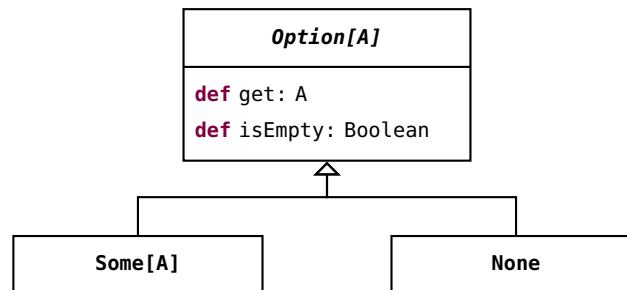 Option[A]
def get: A
def isEmpty: Boolean
Some[A]
None